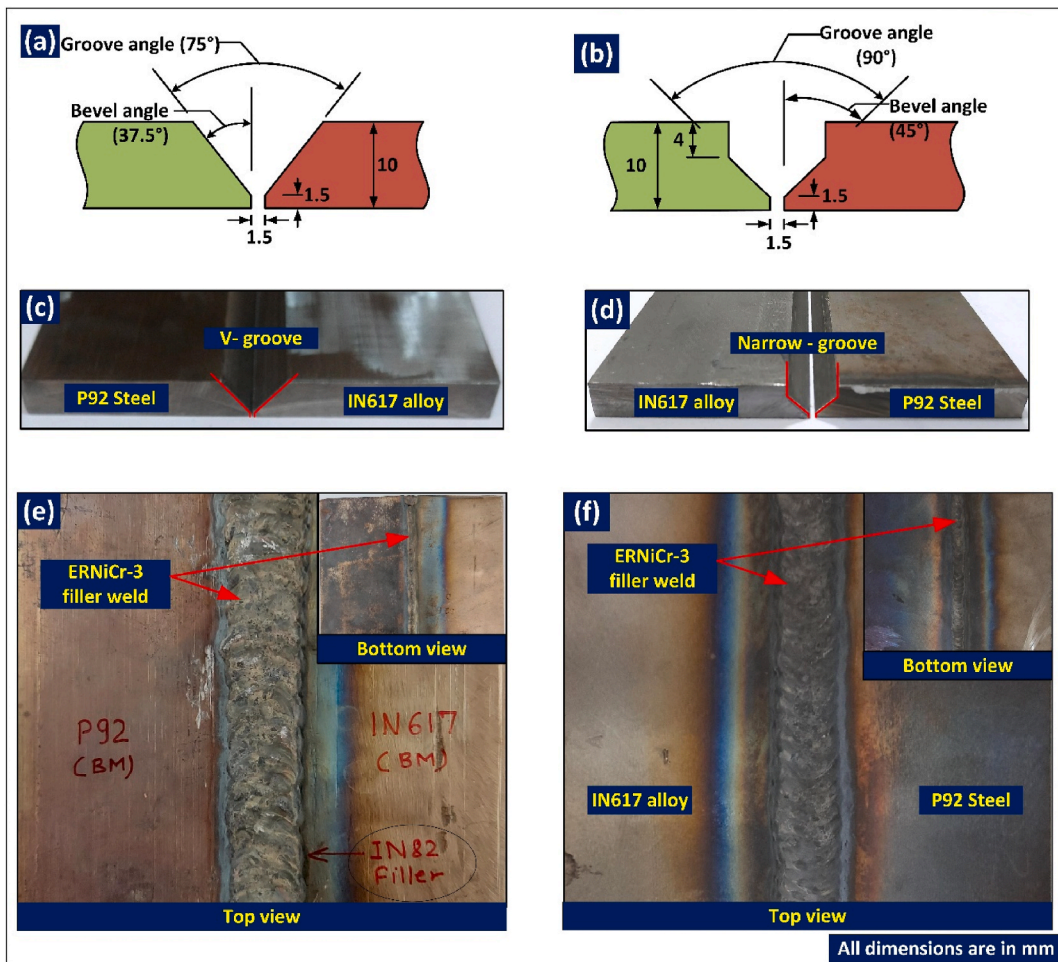 (a)
Groove angle (75°)
Bevel angle
(37.5°)
10
1.5
1.5
(b)
Groove angle
(90°)
Bevel angle
(45°)
4
10
1.5
1.5
(c)
V- groove
P92 Steel
IN617 alloy
(d)
Narrow - groove
IN617 alloy
P92 Steel
(e)
ERNiCr-3
filler weld
Bottom view
P92
(BM)
IN617
(BM)
IN82
Filler
Top view
(f)
ERNiCr-3
filler weld
Bottom view
IN617 alloy
P92 Steel
Top view
All dimensions are in mm